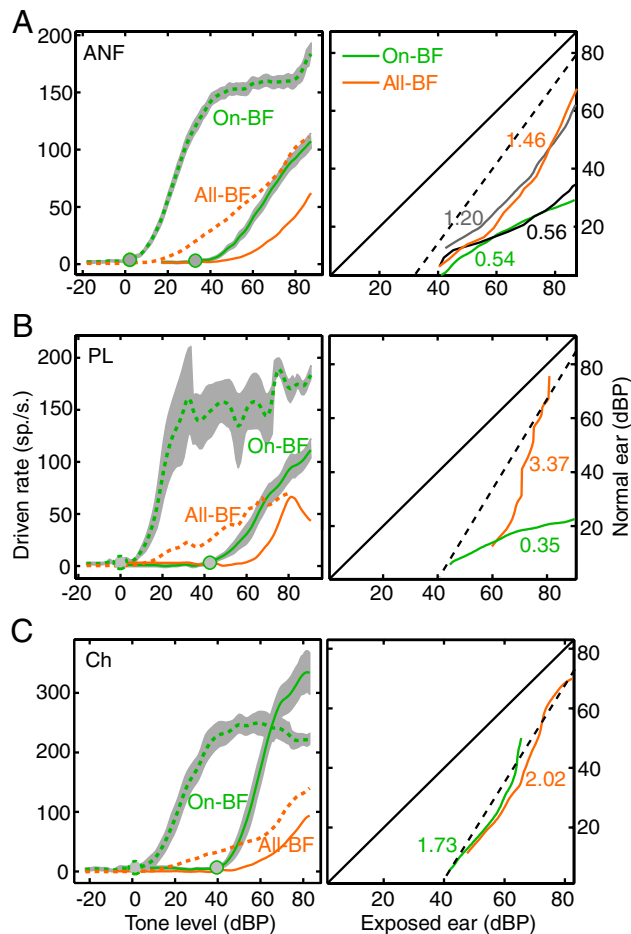 A
ANF
200
150
100
50
0
On-BF
All-BF
-20 0 20 40 60 80
On-BF
All-BF
1.46
1.20
0.56
0.54
80
60
40
20
20 40 60 80
B
PL
200
150
100
50
0
On-BF
All-BF
-20 0 20 40 60 80
3.37
0.35
80
60
40
20
20 40 60 80
Driven rate (sp./s.)
Normal ear (dBP)
C
Ch
300
200
100
0
On-BF
All-BF
-20 0 20 40 60 80
Tone level (dBP)
2.02
1.73
80
60
40
20
20 40 60 80
Exposed ear (dBP)